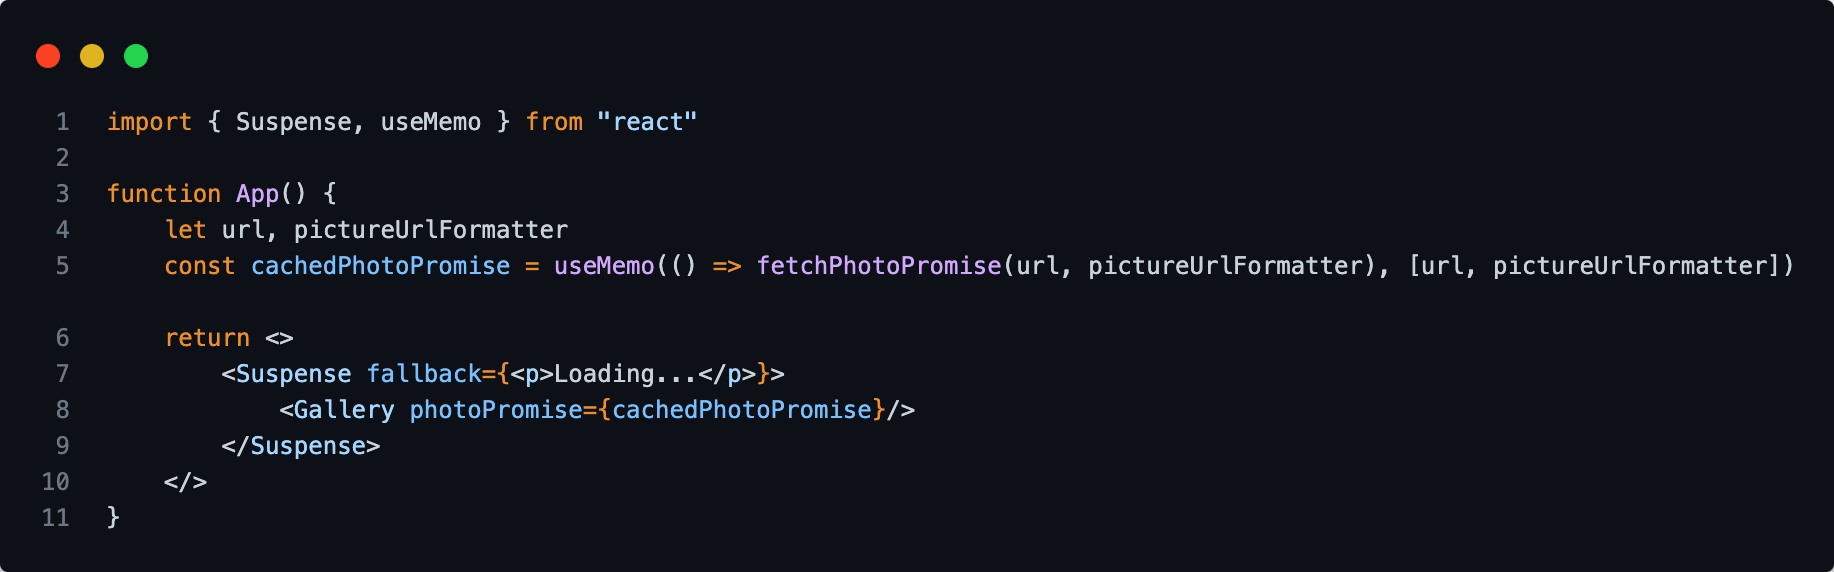 1 import { Suspense, useMemo } from "react"
2
3 function App() {
4     let url, pictureUrlFormatter
5     const cachedPhotoPromise = useMemo(() => fetchPhotoPromise(url, pictureUrlFormatter), [url, pictureUrlFormatter])
6     return <>
7         <Suspense fallback={<p>Loading...</p>}>
8             <Gallery photoPromise={cachedPhotoPromise}/>
9         </Suspense>
10     </>
11 }